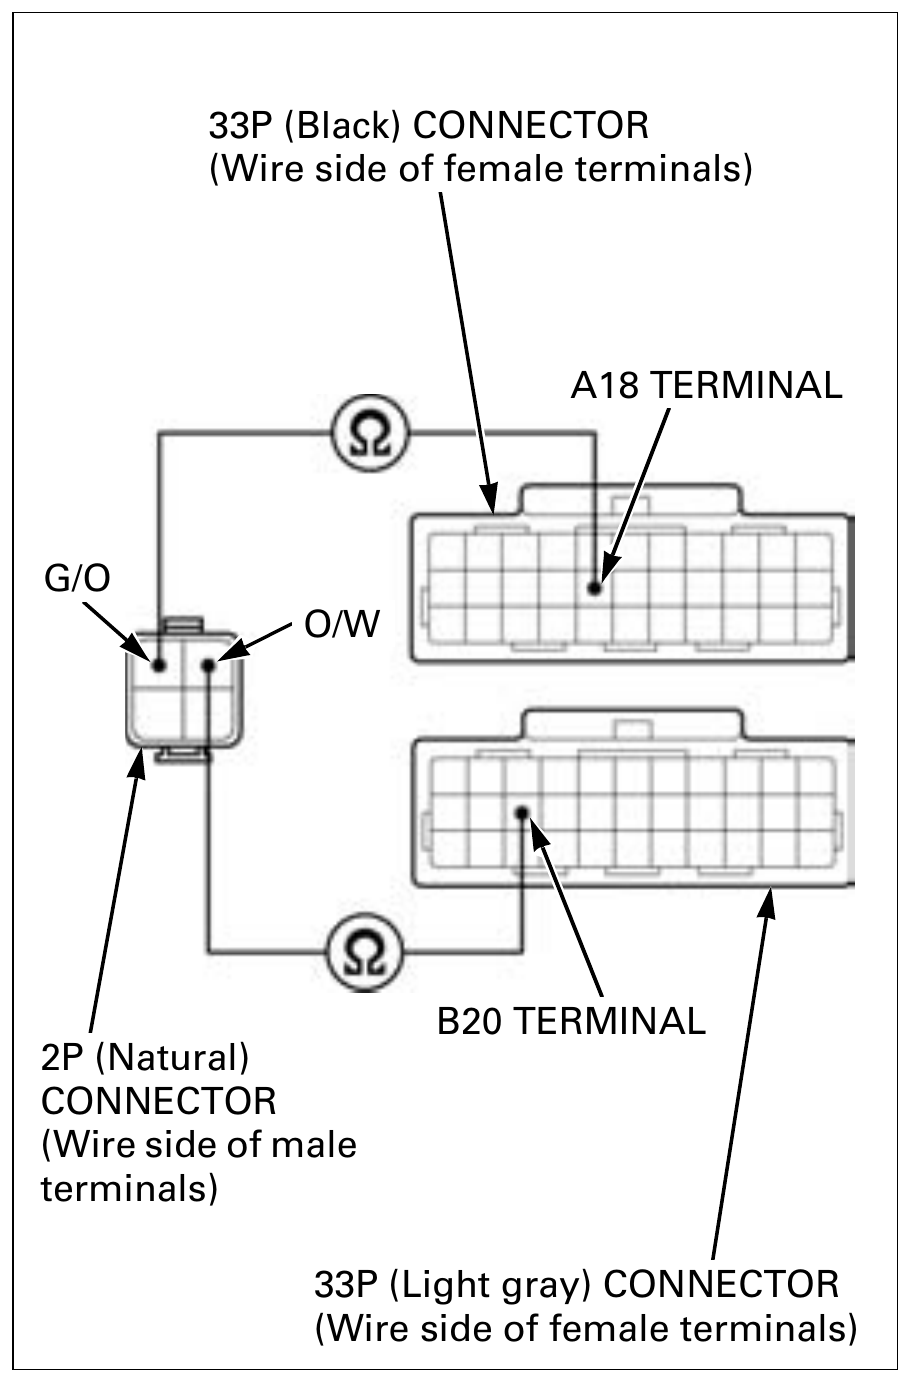 33P (Black) CONNECTOR
(Wire side of female terminals)
A18 TERMINAL
Ω
G/O
O/W
Ω
B20 TERMINAL
2P (Natural)
CONNECTOR
(Wire side of male
terminals)
33P (Light gray) CONNECTOR
(Wire side of female terminals)